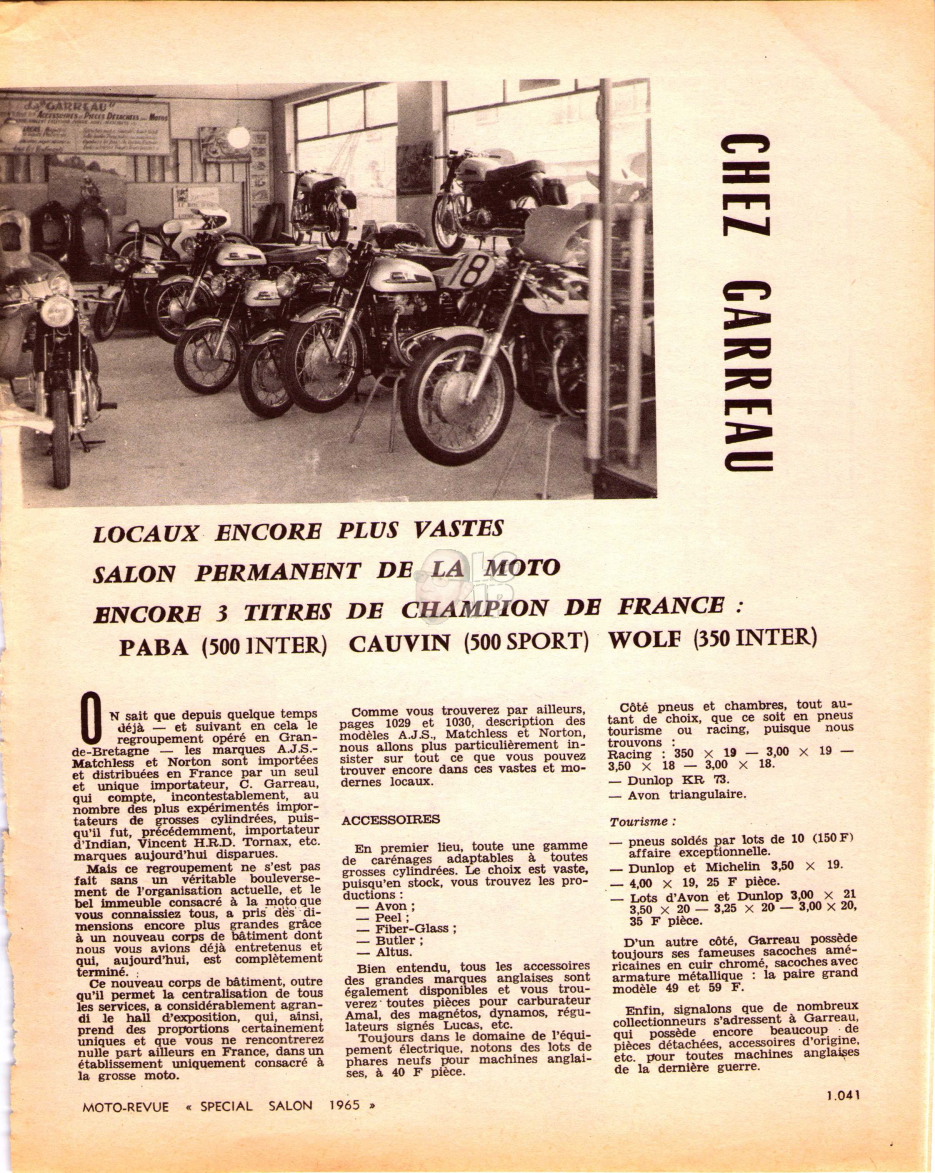 de "GARREAU"
ACCESSOIRES et PIECES DETACHEES pour MOTOS
18
CHEZ GARREAU
LOCAUX ENCORE PLUS VASTES
SALON PERMANENT DE LA MOTO
ENCORE 3 TITRES DE CHAMPION DE FRANCE :
PABA (500 INTER) CAUVIN (500 SPORT) WOLF (350 INTER)
ON sait que depuis quelque temps
déjà — et suivant en cela le
regroupement opéré en Gran-
de-Bretagne — les marques A.J.S.-
Matchless et Norton sont importées
et distribuées en France par un seul
et unique importateur, C. Garreau,
qui compte, incontestablement, au
nombre des plus expérimentés impor-
tateurs de grosses cylindrées, puis-
qu'il fut, précédemment, importateur
d'Indian, Vincent H.R.D. Tornax, etc.
marques aujourd'hui disparues.
Mais ce regroupement ne s'est pas
fait sans un véritable bouleverse-
ment de l'organisation actuelle, et le
bel immeuble consacré à la moto que
vous connaissiez tous, a pris des di-
mensions encore plus grandes grâce
à un nouveau corps de bâtiment dont
nous vous avions déjà entretenus et
qui, aujourd'hui, est complètement
terminé.
Ce nouveau corps de bâtiment, outre
qu'il permet la centralisation de tous
les services, a considérablement agran-
di le hall d'exposition, qui, ainsi,
prend des proportions certainement
uniques et que vous ne rencontrerez
nulle part ailleurs en France, dans un
établissement uniquement consacré à
la grosse moto.
Comme vous trouverez par ailleurs,
pages 1029 et 1030, description des
modèles A.J.S., Matchless et Norton,
nous allons plus particulièrement in-
sister sur tout ce que vous pouvez
trouver encore dans ces vastes et mo-
dernes locaux.
ACCESSOIRES
En premier lieu, toute une gamme
de carénages adaptables à toutes
grosses cylindrées. Le choix est vaste,
puisqu'en stock, vous trouvez les pro-
ductions :
— Avon ;
— Peel ;
— Fiber-Glass ;
— Butler ;
— Altus.
Bien entendu, tous les accessoires
des grandes marques anglaises sont
également disponibles et vous trou-
verez toutes pièces pour carburateur
Amal, des magnétos, dynamos, régu-
lateurs signés Lucas, etc.
Toujours dans le domaine de l'équi-
pement électrique, notons des lots de
phares neufs pour machines anglai-
ses, à 40 F pièce.
Côté pneus et chambres, tout au-
tant de choix, que ce soit en pneus
tourisme ou racing, puisque nous
trouvons :
Racing : 350 × 19 — 3,00 × 19 —
3,50 × 18 — 3,00 × 18.
— Dunlop KR 73.
— Avon triangulaire.
Tourisme :
— pneus soldés par lots de 10 (150 F)
affaire exceptionnelle.
— Dunlop et Michelin 3,50 × 19.
— 4,00 × 19, 25 F pièce.
— Lots d'Avon et Dunlop 3,00 × 21
3,50 × 20 — 3,25 × 20 — 3,00 × 20,
35 F pièce.
D'un autre côté, Garreau possède
toujours ses fameuses sacoches amé-
ricaines en cuir chromé, sacoches avec
armature métallique : la paire grand
modèle 49 et 59 F.
Enfin, signalons que de nombreux
collectionneurs s'adressent à Garreau,
qui possède encore beaucoup de
pièces détachées, accessoires d'origine,
etc. pour toutes machines anglaises
de la dernière guerre.
MOTO-REVUE « SPECIAL SALON 1965 »
1.041